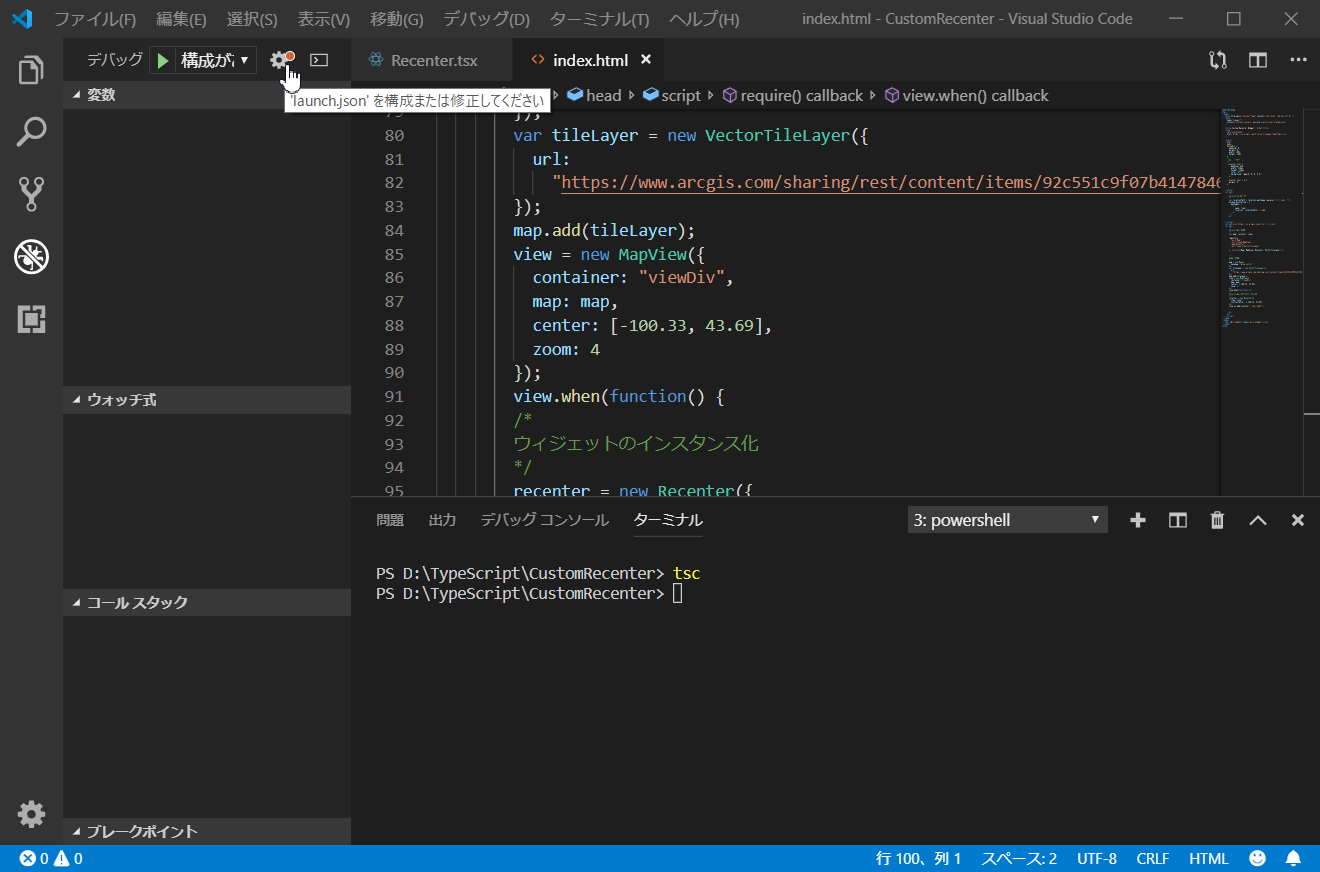 ファイル(F) 編集(E) 選択(S) 表示(V) 移動(G) デバッグ(D) ターミナル(T) ヘルプ(H) index.html - CustomRecenter - Visual Studio Code
デバッグ 構成がa Recenter.tsx index.html
変数
'launch.json' を構成または修正してください
head script require() callback view.when() callback
80 var tileLayer = new VectorTileLayer({
81 url:
82 "https://www.arcgis.com/sharing/rest/content/items/92c551c9f07b414784
83 });
84 map.add(tileLayer);
85 view = new MapView({
86 container: "viewDiv",
87 map: map,
88 center: [-100.33, 43.69],
89 zoom: 4
90 });
91 view.when(function() {
92 /*
93 ウィジェットのインスタンス化
94 */
95 recenter = new Recenter({
ウォッチ式
コール スタック
ブレークポイント
問題 出力 デバッグ コンソール ターミナル 3: powershell
PS D:\TypeScript\CustomRecenter> tsc
PS D:\TypeScript\CustomRecenter>
0 0 行 100、列 1 スペース: 2 UTF-8 CRLF HTML